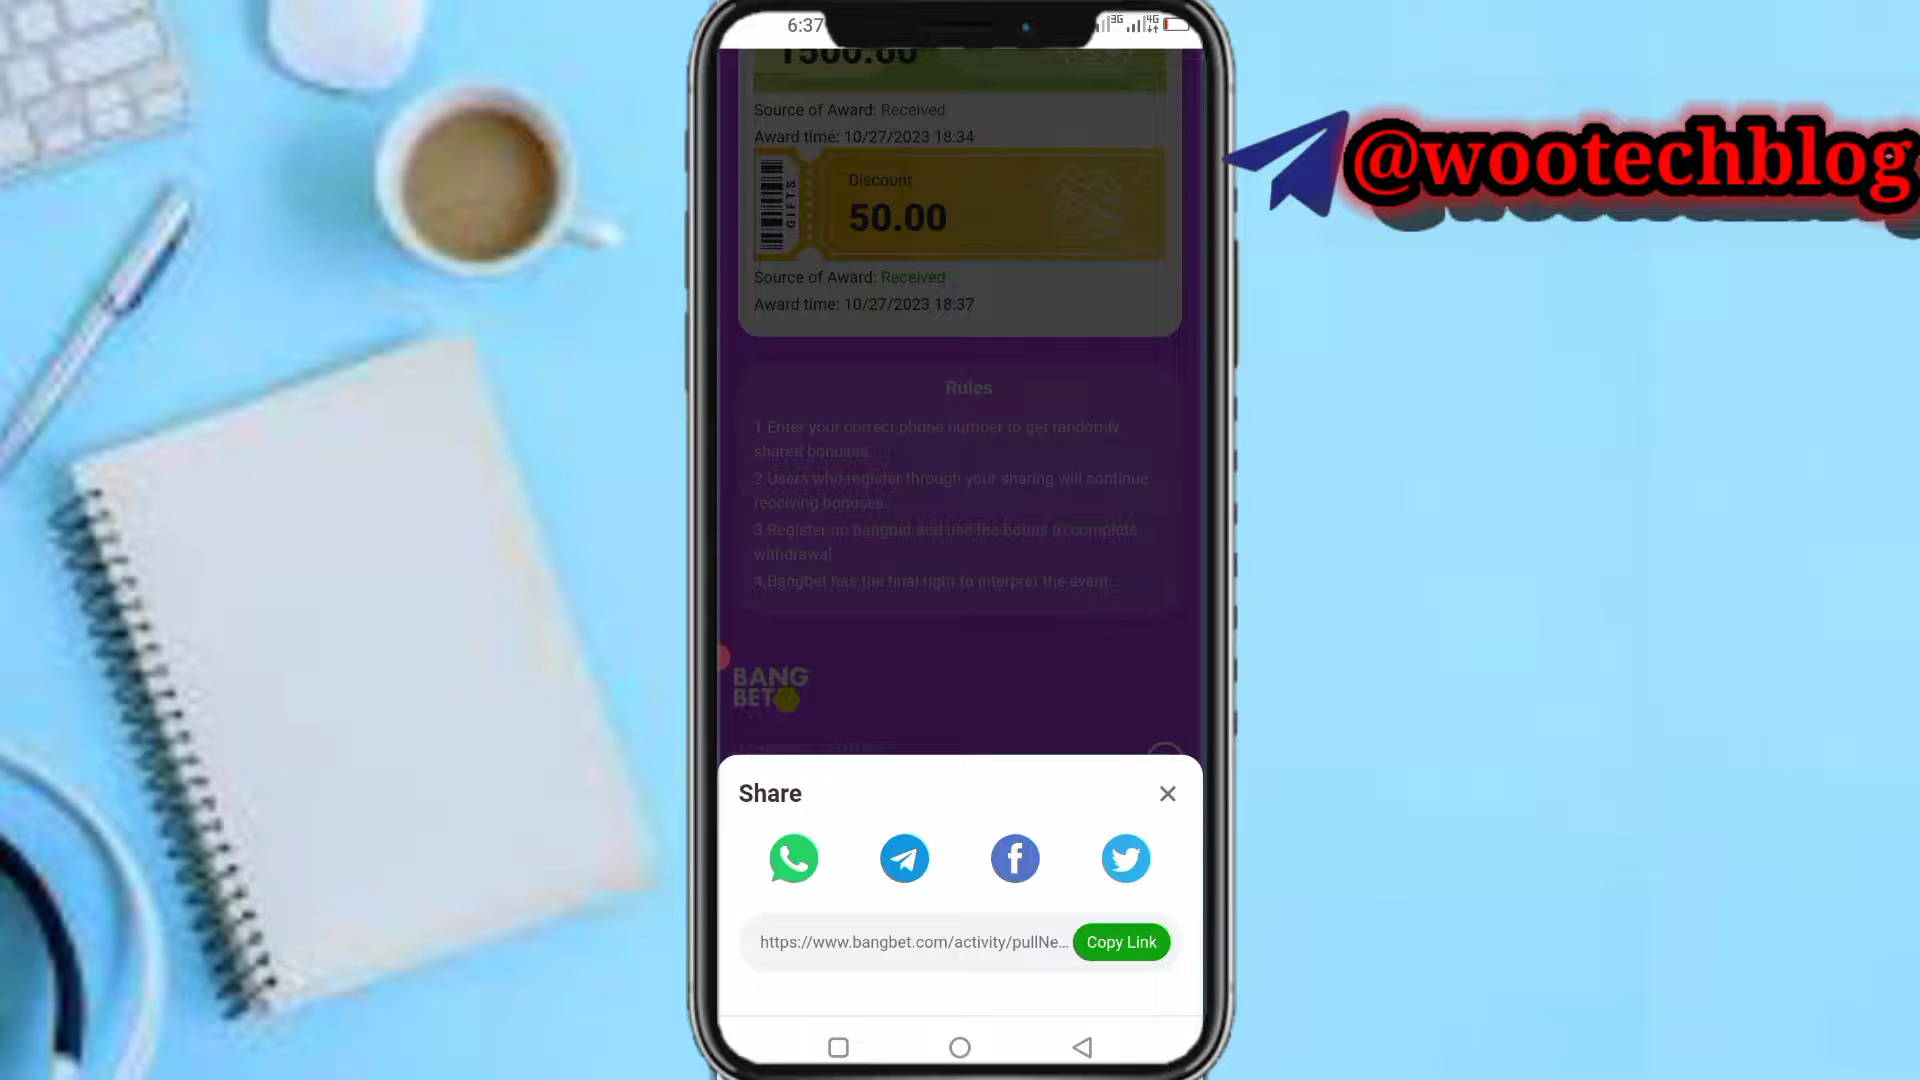 6:37
3G
4G
1500.00
Source of Award: Received
Award time: 10/27/2023 18:34
GIFTS
Discount
50.00
Source of Award: Received
Award time: 10/27/2023 18:37
@wootechblog
Rules
1.Enter your correct phone number to get randomly
shared bonuses.
2.Users who register through your sharing will continue
receiving bonuses.
3.Register on bangbet and use the bonus to complete
withdrawal
4.Bangbet has the final right to interpret the event.
BANG
BET
Share
https://www.bangbet.com/activity/pullNe...
Copy Link